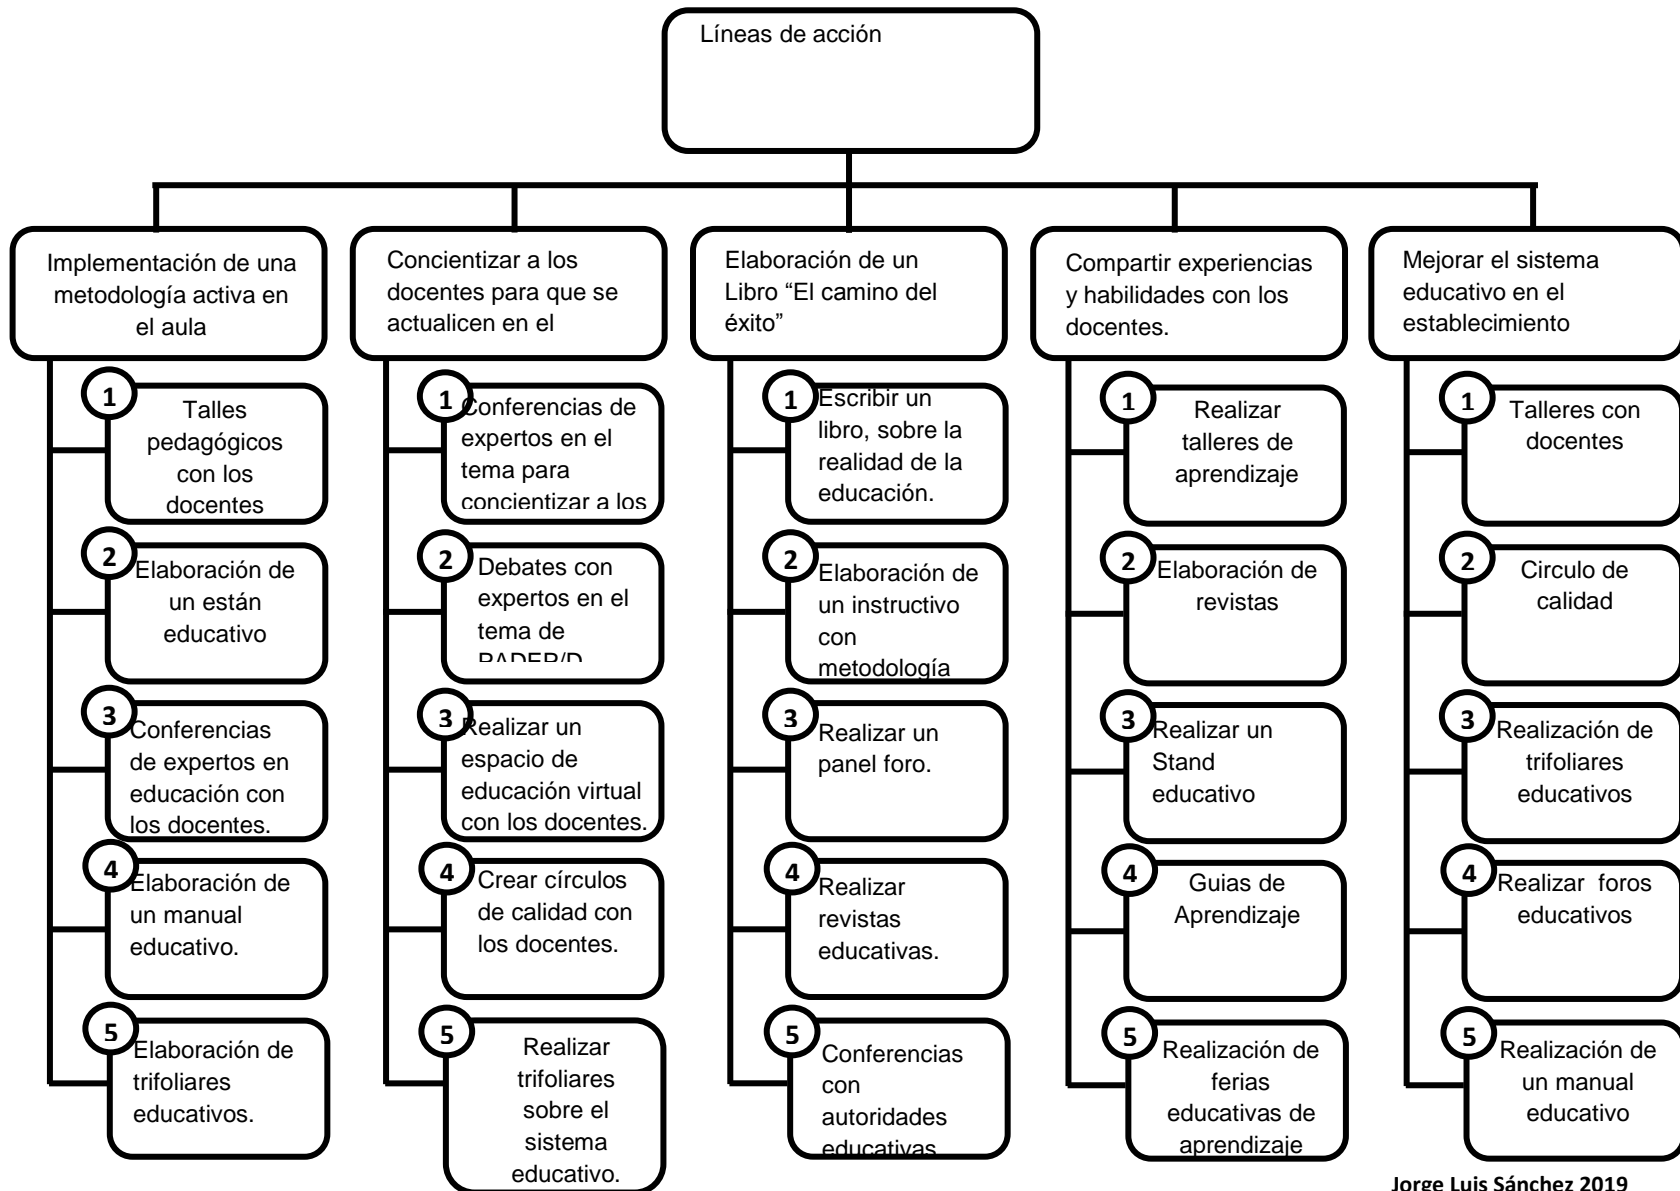 Líneas de acción
Implementación de una
metodología activa en
el aula
1
Talles
pedagógicos
con los
docentes
2
Elaboración de
un están
educativo
3
Conferencias
de expertos en
educación con
los docentes.
4
Elaboración de
un manual
educativo.
5
Elaboración de
trifoliares
educativos.
Concientizar a los
docentes para que se
actualicen en el
1
Conferencias de
expertos en el
tema para
concientizar a los
2
Debates con
expertos en el
tema de
PADEP/D
3
Realizar un
espacio de
educación virtual
con los docentes.
4
Crear círculos
de calidad con
los docentes.
5
Realizar
trifoliares
sobre el
sistema
educativo.
Elaboración de un
Libro “El camino del
éxito”
1
Escribir un
libro, sobre la
realidad de la
educación.
2
Elaboración de
un instructivo
con
metodología
3
Realizar un
panel foro.
4
Realizar
revistas
educativas.
5
Conferencias
con
autoridades
educativas
Compartir experiencias
y habilidades con los
docentes.
1
Realizar
talleres de
aprendizaje
2
Elaboración de
revistas
3
Realizar un
Stand
educativo
4
Guias de
Aprendizaje
5
Realización de
ferias
educativas de
aprendizaje
Mejorar el sistema
educativo en el
establecimiento
1
Talleres con
docentes
2
Circulo de
calidad
3
Realización de
trifoliares
educativos
4
Realizar foros
educativos
5
Realización de
un manual
educativo
Jorge Luis Sánchez 2019